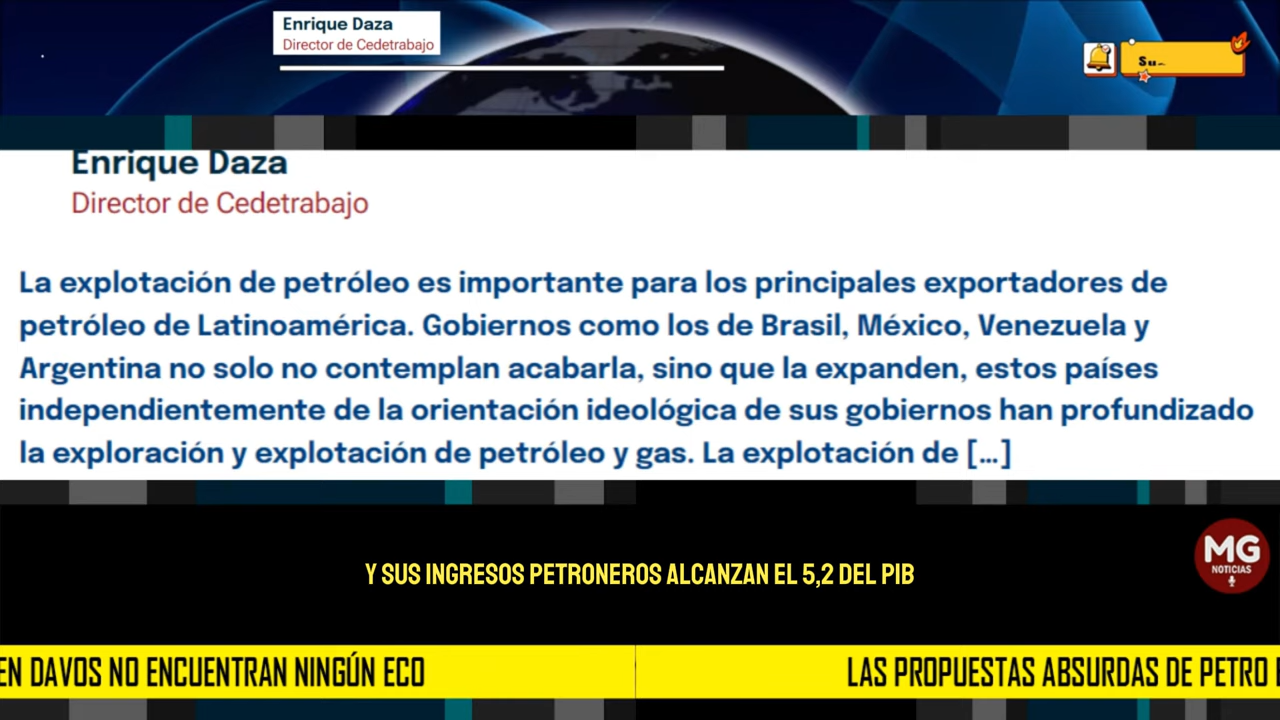 Enrique Daza
Director de Cedetrabajo
Su
Enrique Daza
Director de Cedetrabajo
La explotación de petróleo es importante para los principales exportadores de
petróleo de Latinoamérica. Gobiernos como los de Brasil, México, Venezuela y
Argentina no solo no contemplan acabarla, sino que la expanden, estos países
independientemente de la orientación ideológica de sus gobiernos han profundizado
la exploración y explotación de petróleo y gas. La explotación de [...]
Y SUS INGRESOS PETRONEROS ALCANZAN EL 5,2 DEL PIB
MG
NOTICIAS
EN DAVOS NO ENCUENTRAN NINGÚN ECO
LAS PROPUESTAS ABSURDAS DE PETRO